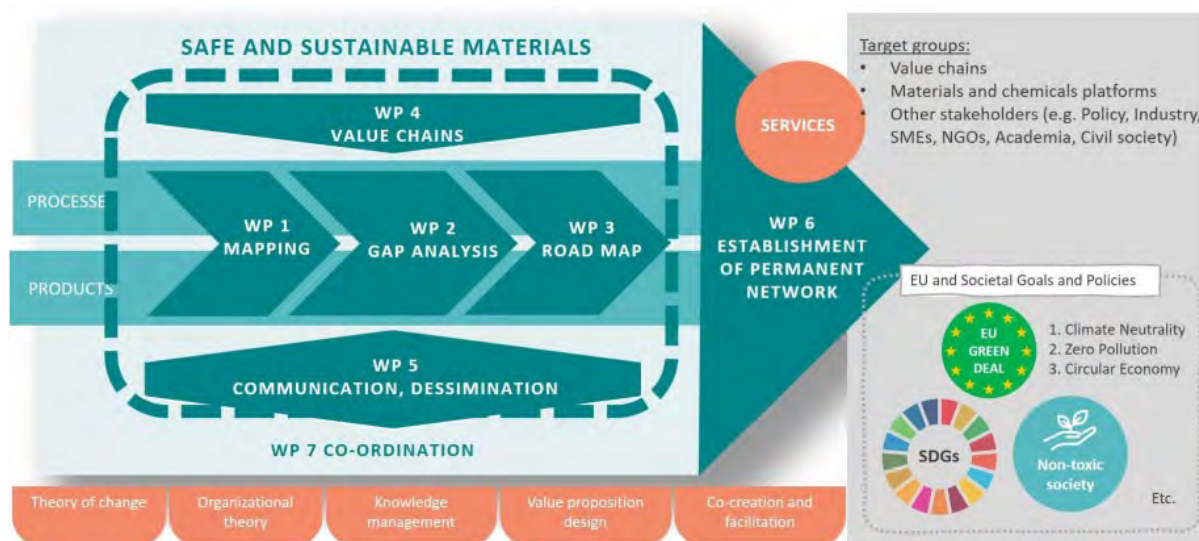 SAFE AND SUSTAINABLE MATERIALS
WP 4
VALUE CHAINS
PROCESSE
PRODUCTS
WP 1
MAPPING
WP 2
GAP ANALYSIS
WP 3
ROAD MAP
WP 5
COMMUNICATION, DESSIMINATION
WP 7 CO-ORDINATION
WP 6
ESTABLISHMENT
OF PERMANENT
NETWORK
SERVICES
Target groups:
• Value chains
• Materials and chemicals platforms
• Other stakeholders (e.g. Policy, Industry,
SMEs, NGOs, Academia, Civil society)
EU and Societal Goals and Policies
EU
GREEN
DEAL
1. Climate Neutrality
2. Zero Pollution
3. Circular Economy
SDGs
Non-toxic
society
Etc.
Theory of change
Organizational
theory
Knowledge
management
Value proposition
design
Co-creation and
facilitation